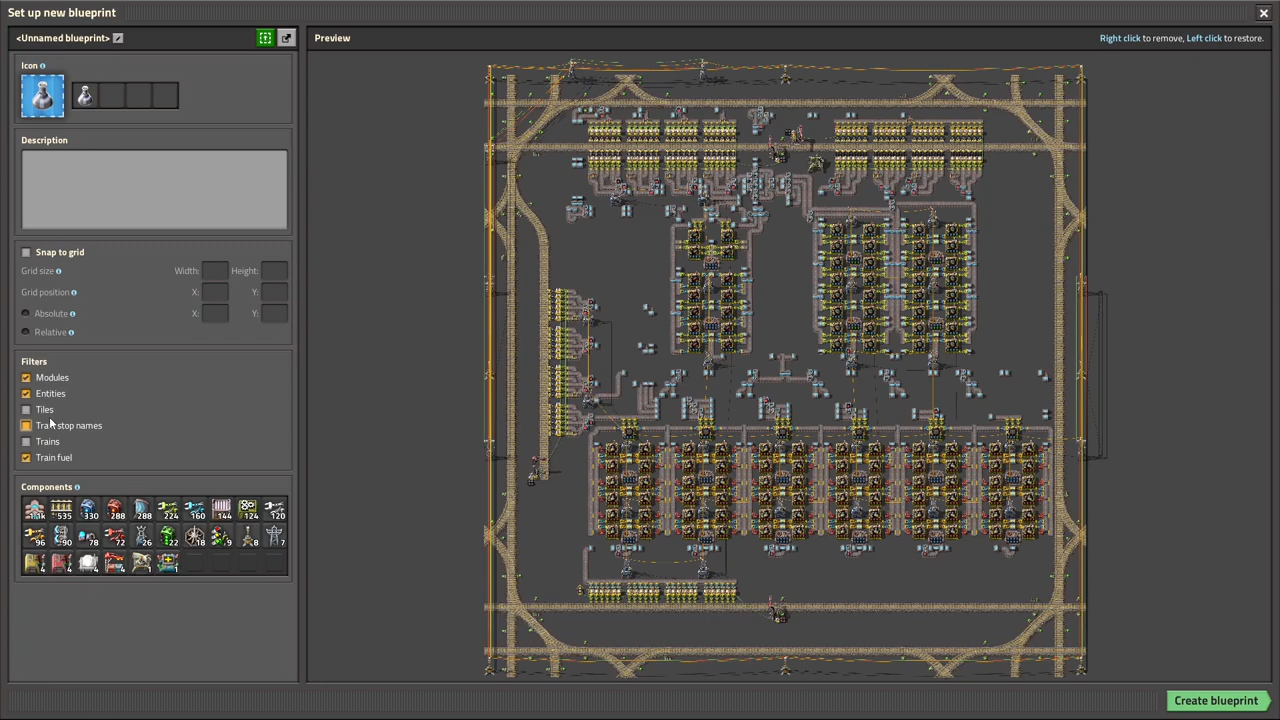 Set up new blueprint
<Unnamed blueprint>
Preview
Right click to remove, Left click to restore.
Icon
Description
Snap to grid
Grid size Width: Height:
Grid position X: Y:
Absolute X: Y:
Relative
Filters
Modules
Entities
Tiles
Train stop names
Trains
Train fuel
Components
1.1K 535 330 288 288 226 160 144 124 120
96 90 78 72 26 22 18 9 8 7
Create blueprint